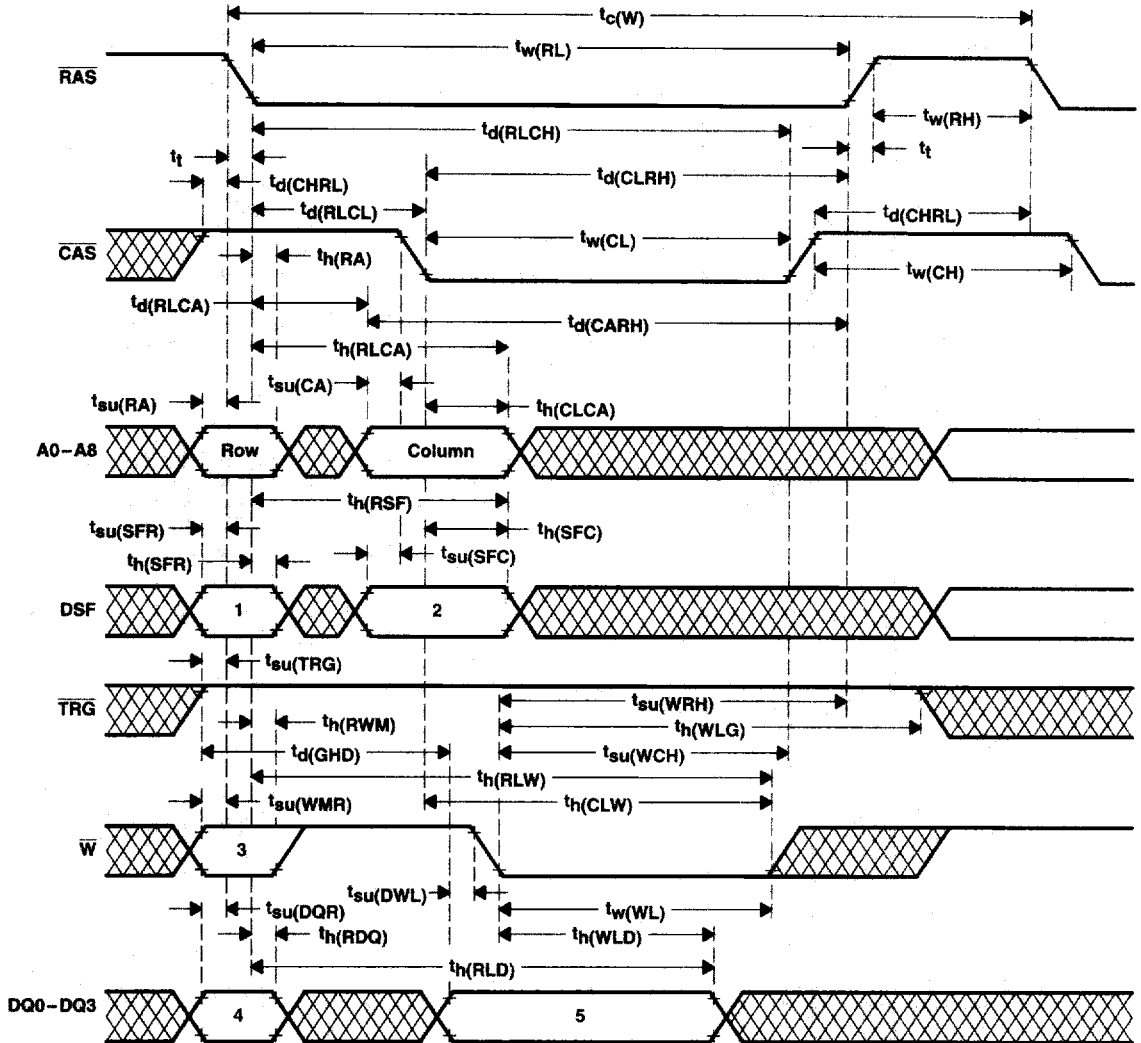 tc(W)
tw(RL)
RAS
td(RLCH)
tw(RH)
tt
tt
td(CHRL)
td(CLRH)
td(RLCL)
td(CHRL)
tw(CL)
CAS
th(RA)
tw(CH)
td(RLCA)
td(CARH)
th(RLCA)
tsu(CA)
tsu(RA)
th(CLCA)
A0–A8
Row
Column
th(RSF)
tsu(SFR)
th(SFC)
th(SFR)
tsu(SFC)
DSF
1
2
tsu(TRG)
TRG
tsu(WRH)
th(RWM)
th(WLG)
td(GHD)
tsu(WCH)
th(RLW)
tsu(WMR)
th(CLW)
W
3
tsu(DWL)
tsu(DQR)
tw(WL)
th(RDQ)
th(WLD)
th(RLD)
DQ0–DQ3
4
5